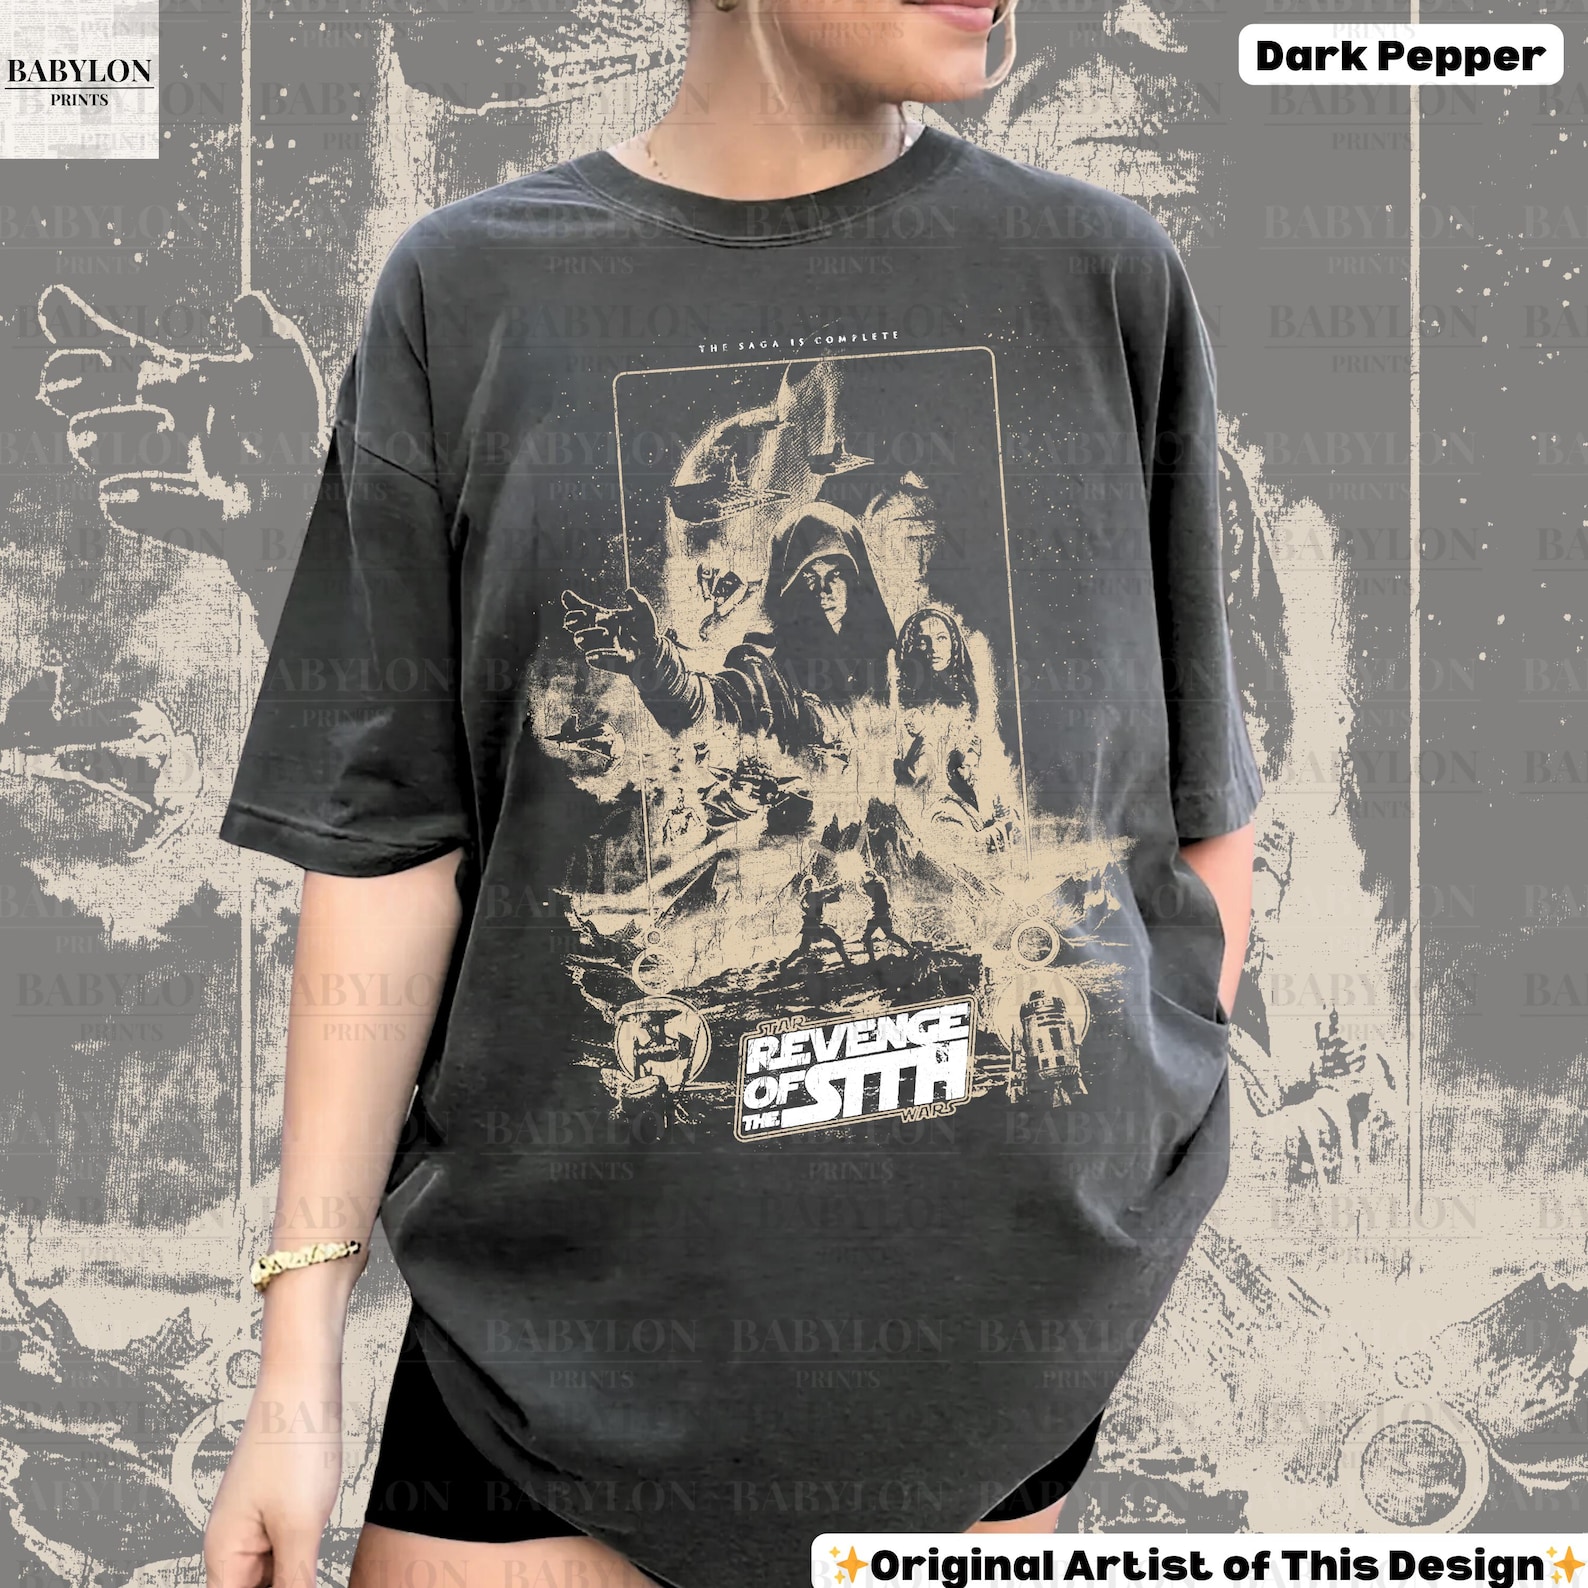 BABYLON
PRINTS
Dark Pepper
THE SAGA IS COMPLETE
STAR
REVENGE
OF SITH
THE
WARS
✨Original Artist of This Design✨